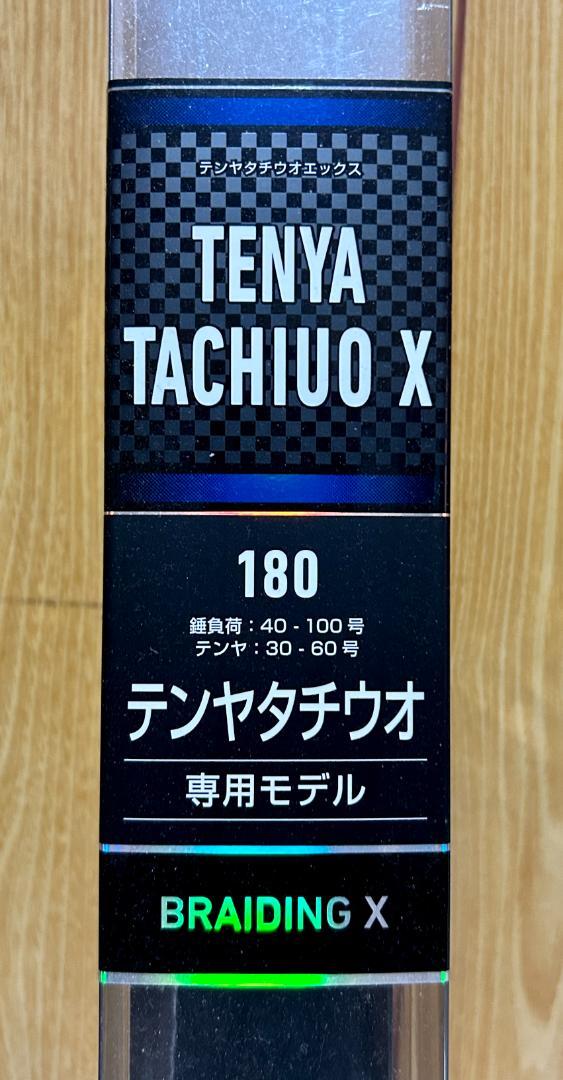 テンヤタチウオエックス
TENYA
TACHIUO X
180
錘負荷：40 - 100 号
テンヤ：30 - 60 号
テンヤタチウオ
専用モデル
BRAIDING X